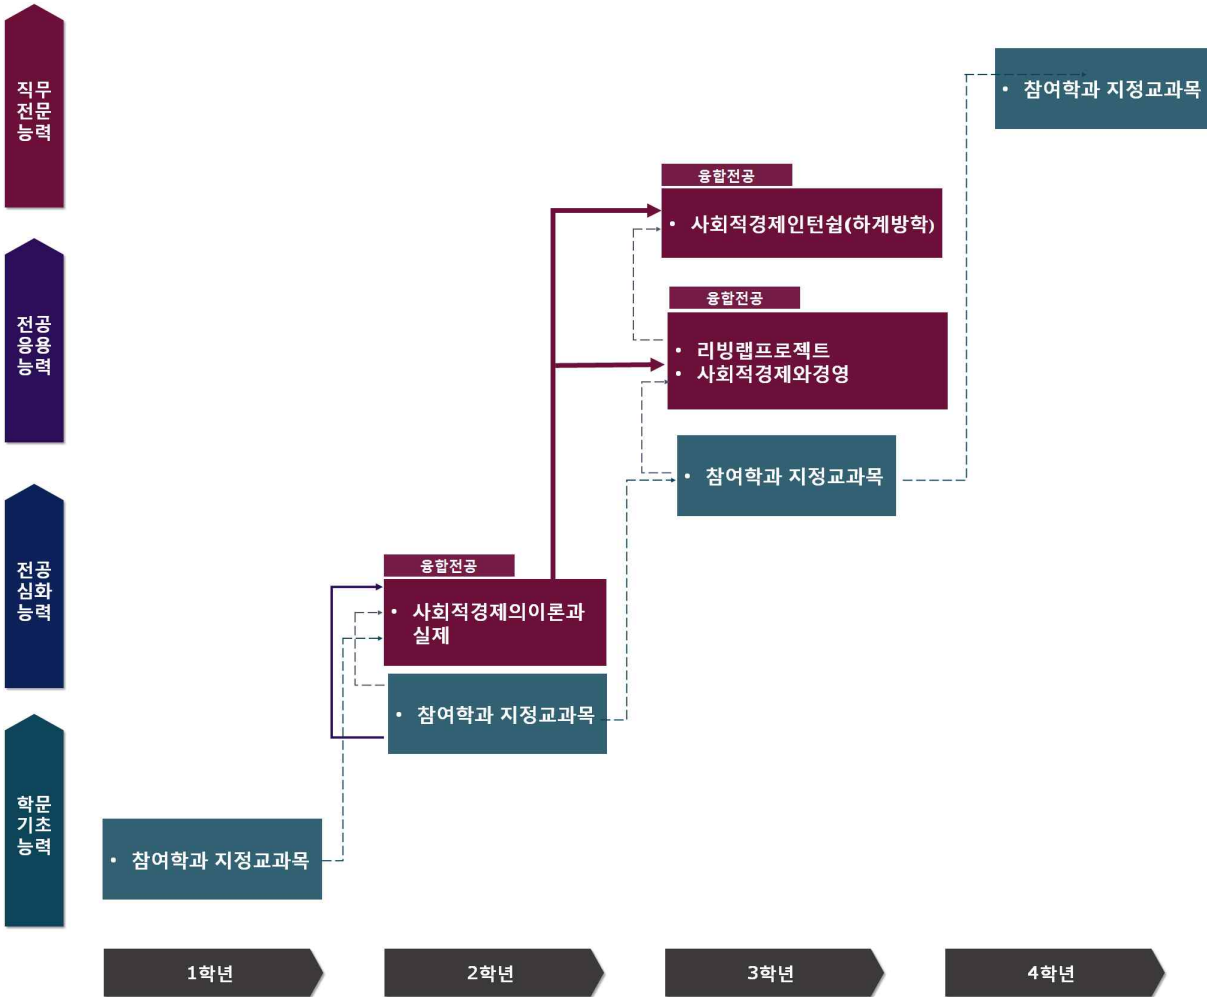 직무
전문
능력
• 참여학과 지정교과목
융합전공
• 사회적경제인턴쉽(하계방학)
전공
응용
능력
융합전공
• 리빙랩프로젝트
• 사회적경제와경영
• 참여학과 지정교과목
전공
심화
능력
융합전공
• 사회적경제의이론과
실제
• 참여학과 지정교과목
학문
기초
능력
• 참여학과 지정교과목
1학년
2학년
3학년
4학년